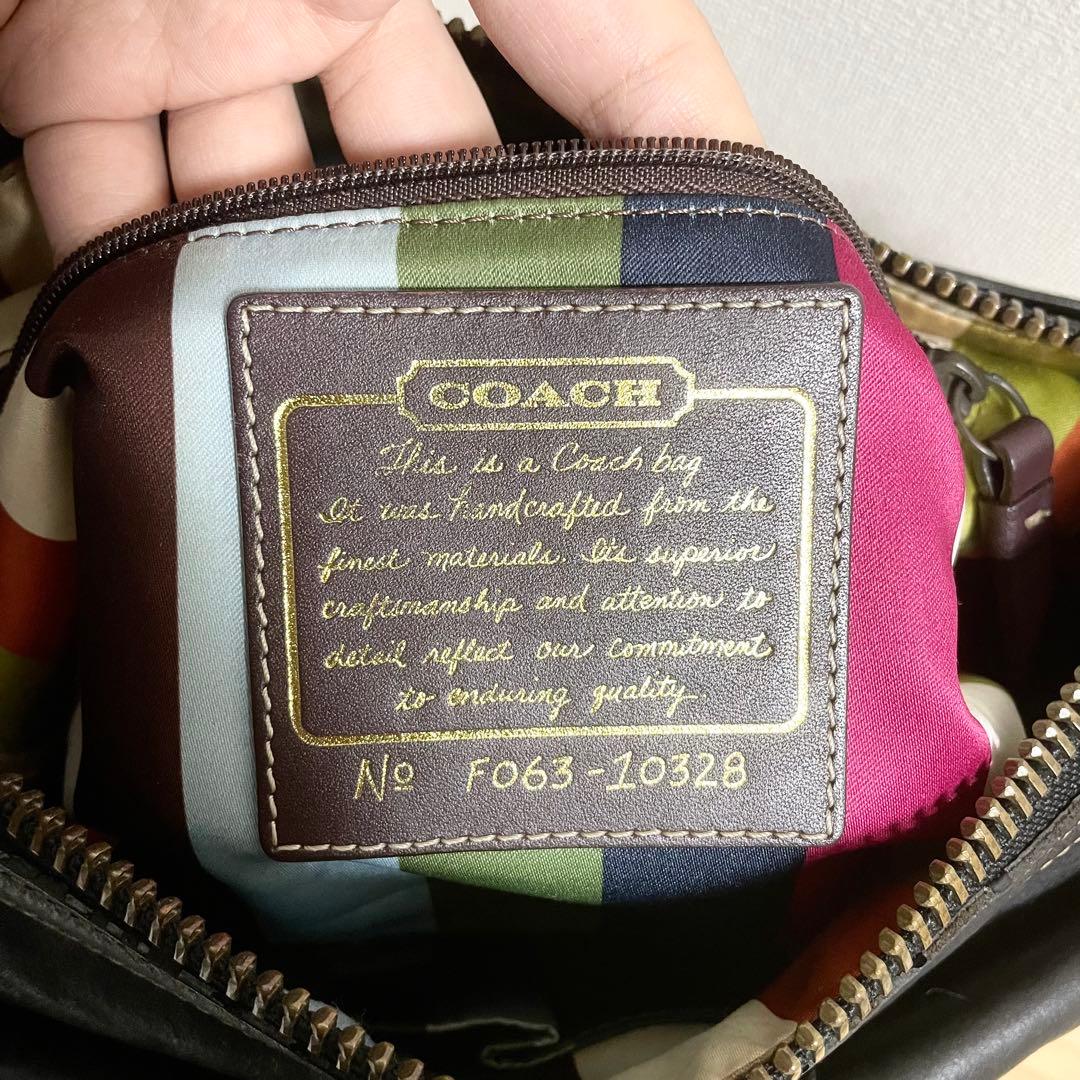 COACH
This is a Coach bag
It was handcrafted from the
finest materials. Its superior
craftsmanship and attention to
detail reflect our commitment
to enduring quality.
No F063-10328